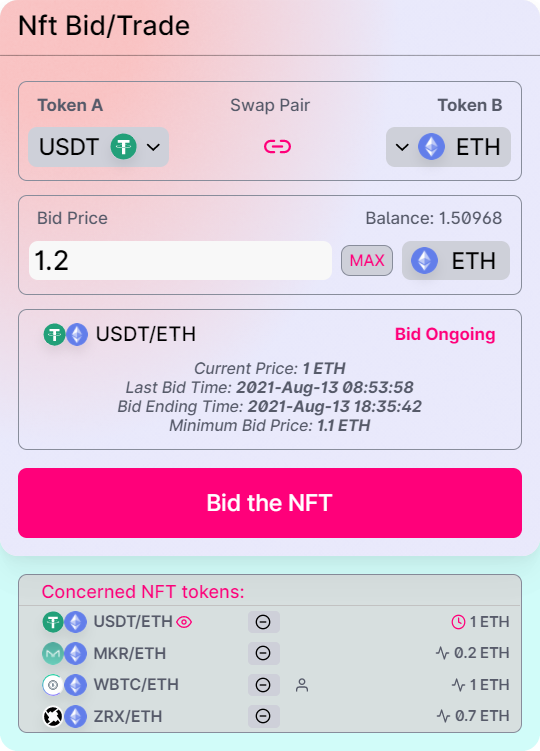 Nft Bid/Trade
Token A Swap Pair Token B
USDT ETH
Bid Price Balance: 1.50968
1.2 MAX ETH
USDT/ETH Bid Ongoing
Current Price: 1 ETH
Last Bid Time: 2021-Aug-13 08:53:58
Bid Ending Time: 2021-Aug-13 18:35:42
Minimum Bid Price: 1.1 ETH
Bid the NFT
Concerned NFT tokens:
USDT/ETH 1 ETH
MKR/ETH 0.2 ETH
WBTC/ETH 1 ETH
ZRX/ETH 0.7 ETH